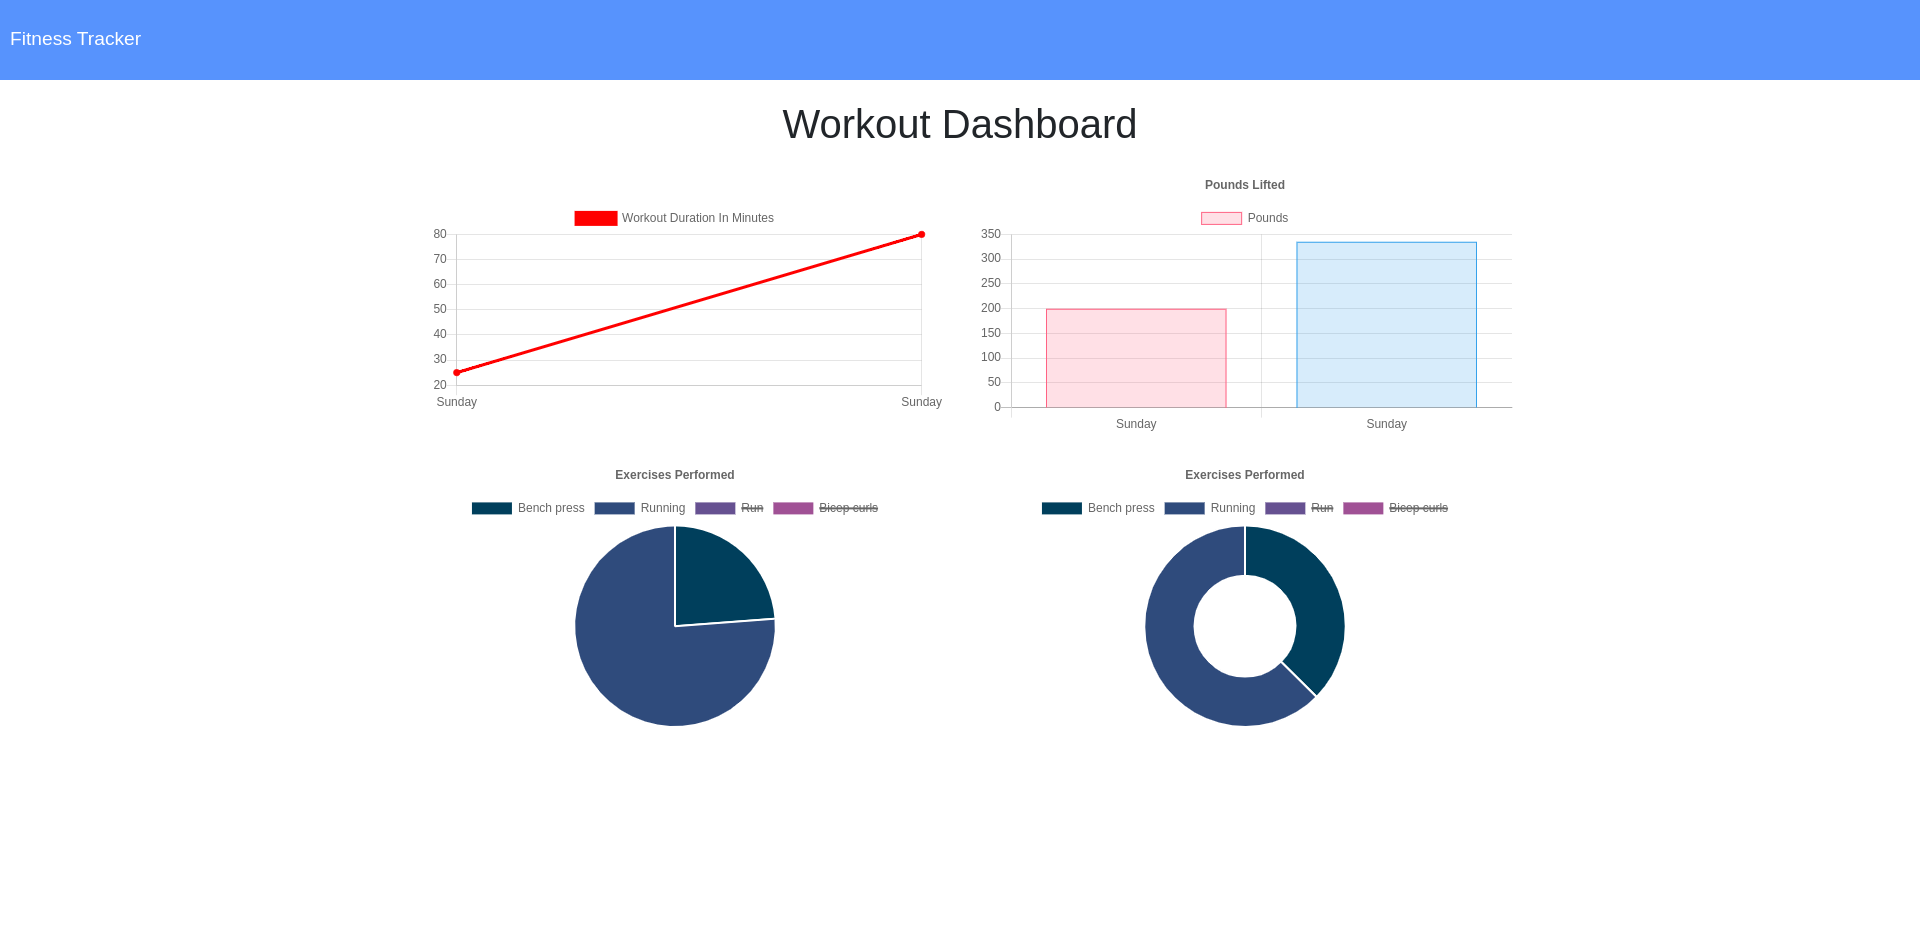 Fitness Tracker
Workout Dashboard
Workout Duration In Minutes
80
70
60
50
40
30
20
Sunday Sunday
Pounds Lifted
Pounds
350
300
250
200
150
100
50
0
Sunday Sunday
Exercises Performed
Bench press Running Run Bicep curls
Exercises Performed
Bench press Running Run Bicep curls